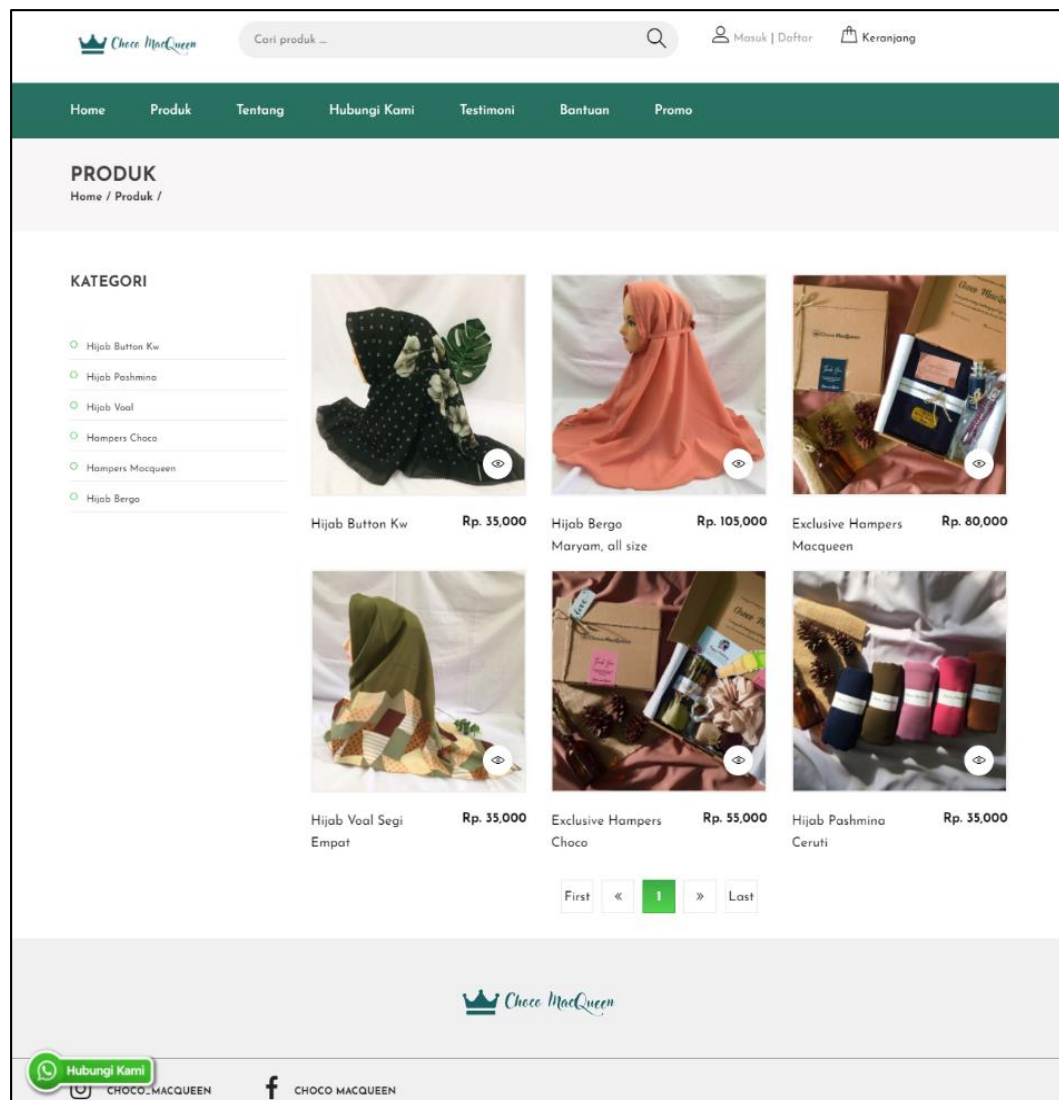 Choco MacQueen
Cari produk ...
Masuk | Daftar
Keranjang
Home Produk Tentang Hubungi Kami Testimoni Bantuan Promo
PRODUK
Home / Produk /
KATEGORI
Hijab Button Kw
Hijab Pashmina
Hijab Voal
Hampers Choco
Hampers Macqueen
Hijab Bergo
Hijab Button Kw Rp. 35,000
Hijab Bergo Rp. 105,000
Maryam, all size
Exclusive Hampers Rp. 80,000
Macqueen
Hijab Voal Segi Rp. 35,000
Empat
Exclusive Hampers Rp. 55,000
Choco
Hijab Pashmina Rp. 35,000
Ceruti
First « 1 » Last
Choco MacQueen
Hubungi Kami
CHOCO_MACQUEEN
CHOCO MACQUEEN